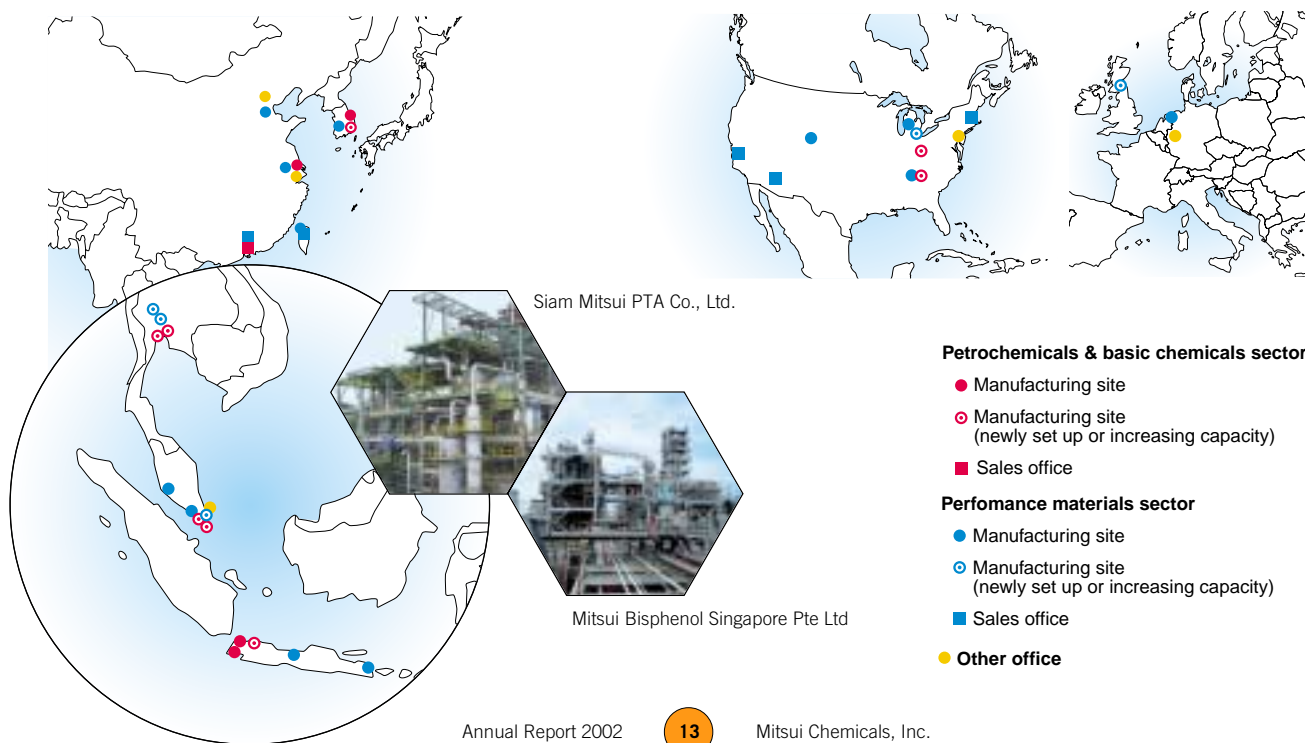 Siam Mitsui PTA Co., Ltd.
Mitsui Bisphenol Singapore Pte Ltd
Petrochemicals & basic chemicals sector
Manufacturing site
Manufacturing site
(newly set up or increasing capacity)
Sales office
Perfomance materials sector
Manufacturing site
Manufacturing site
(newly set up or increasing capacity)
Sales office
Other office
Annual Report 2002 13 Mitsui Chemicals, Inc.